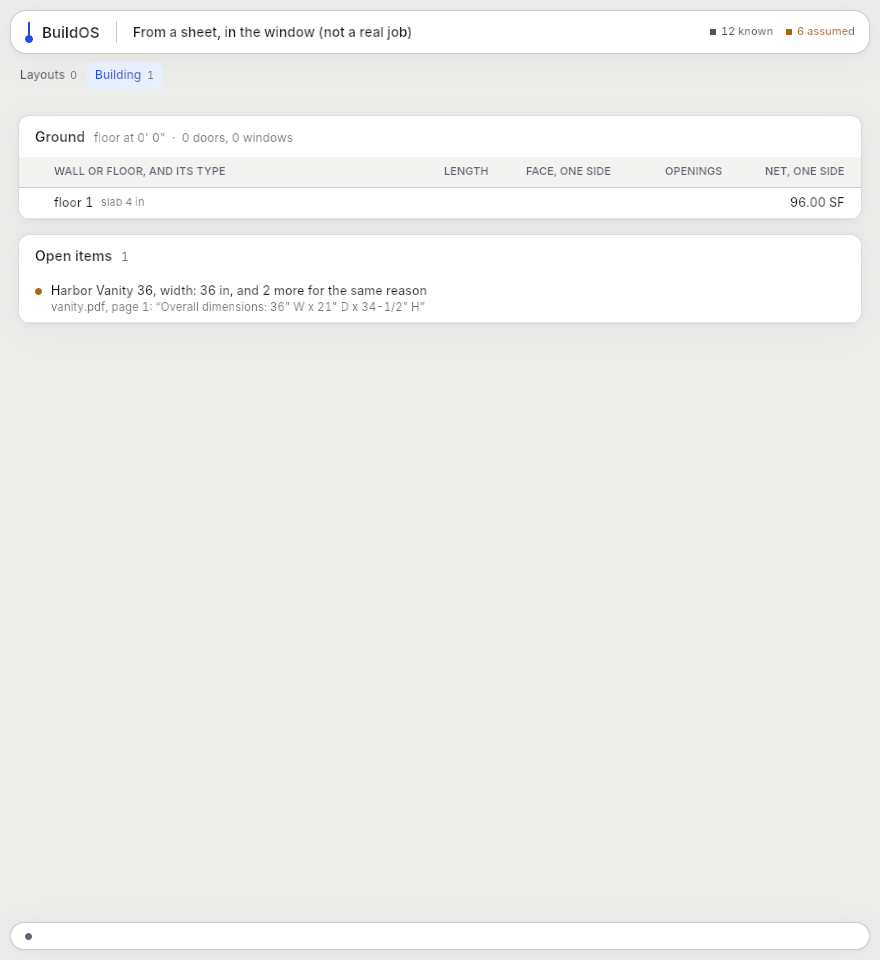 BuildOS From a sheet, in the window (not a real job) 12 known 6 assumed
Layouts 0 Building 1
Ground floor at 0' 0" · 0 doors, 0 windows
WALL OR FLOOR, AND ITS TYPE LENGTH FACE, ONE SIDE OPENINGS NET, ONE SIDE
floor 1 slab 4 in 96.00 SF
Open items 1
Harbor Vanity 36, width: 36 in, and 2 more for the same reason
vanity.pdf, page 1: “Overall dimensions: 36" W x 21" D x 34-1/2" H”